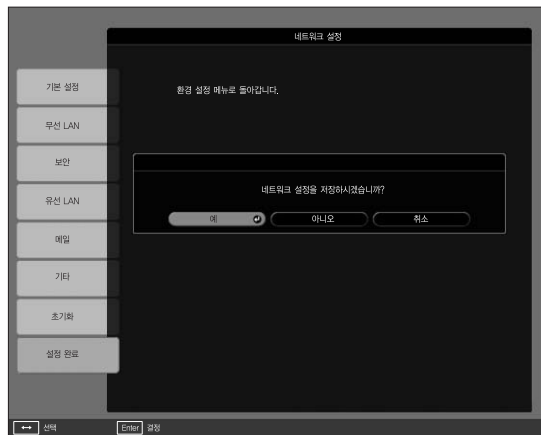 네트워크 설정
기본 설정
환경 설정 메뉴로 돌아갑니다.
무선 LAN
보안
네트워크 설정을 저장하시겠습니까?
유선 LAN
예 아니오 취소
메일
기타
초기화
설정 완료
선택 Enter 결정